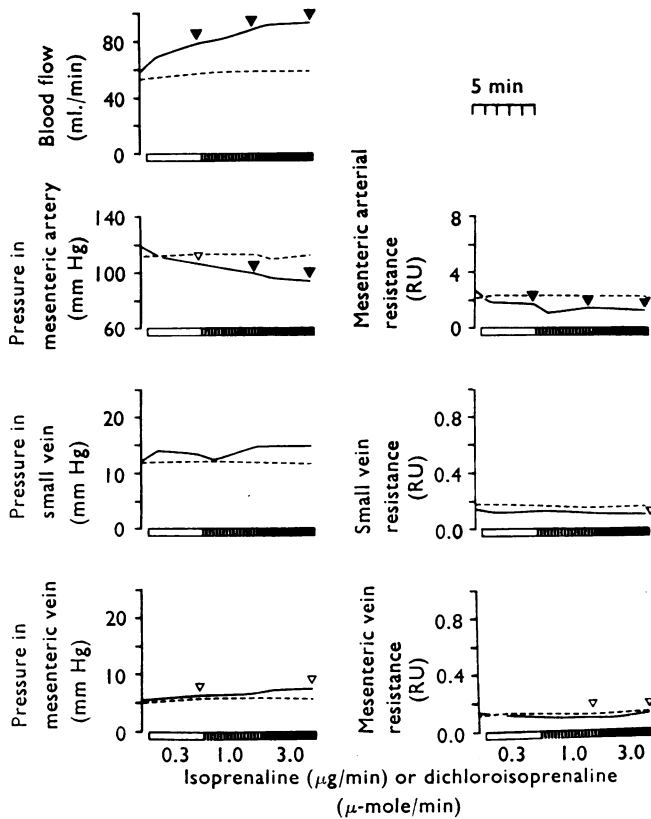 Blood flow
(ml./min)
80
40
0
5 min
Pressure in
mesenteric artery
(mm Hg)
140
100
60
Mesenteric arterial
resistance
(RU)
8
4
2
0
Pressure in
small vein
(mm Hg)
20
10
0
Small vein
resistance
(RU)
0.8
0.4
0.0
Pressure in
mesenteric vein
(mm Hg)
20
10
0
Mesenteric vein
resistance
(RU)
0.8
0.4
0.0
0.3 1.0 3.0
0.3 1.0 3.0
Isoprenaline (μg/min) or dichloroisoprenaline
(μ-mole/min)